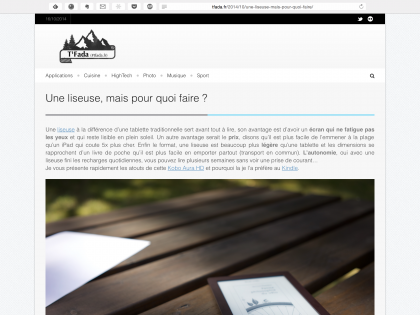 tfada.fr/2014/10/une-liseuse-mais-pour-quoi-faire/
T'Fada //tfada.fr
Applications Cuisine HighTech Photo Musique Sport
Une liseuse, mais pour quoi faire ?
Une liseuse à la différence d'une tablette traditionnelle sert avant tout à lire, son avantage est d'avoir un écran qui ne fatigue pas
les yeux et qui reste lisible en plein soleil. Un autre avantage serait le prix, disons qu'il est plus facile de l'emmener à la plage
qu'un iPad qui coute 5x plus cher. Enfin le format, une liseuse est beaucoup plus légère qu'une tablette et les dimensions se
rapprochent d'un livre de poche qu'il est plus facile en emporter partout (transport en commun). L'autonomie, oui avec une
liseuse fini les recharges quotidiennes, vous pouvez lire plusieurs semaines sans voir une prise de courant...
Je vous présente rapidement les atouts de cette Kobo Aura HD et pourquoi je je l'a préfère au Kindle.